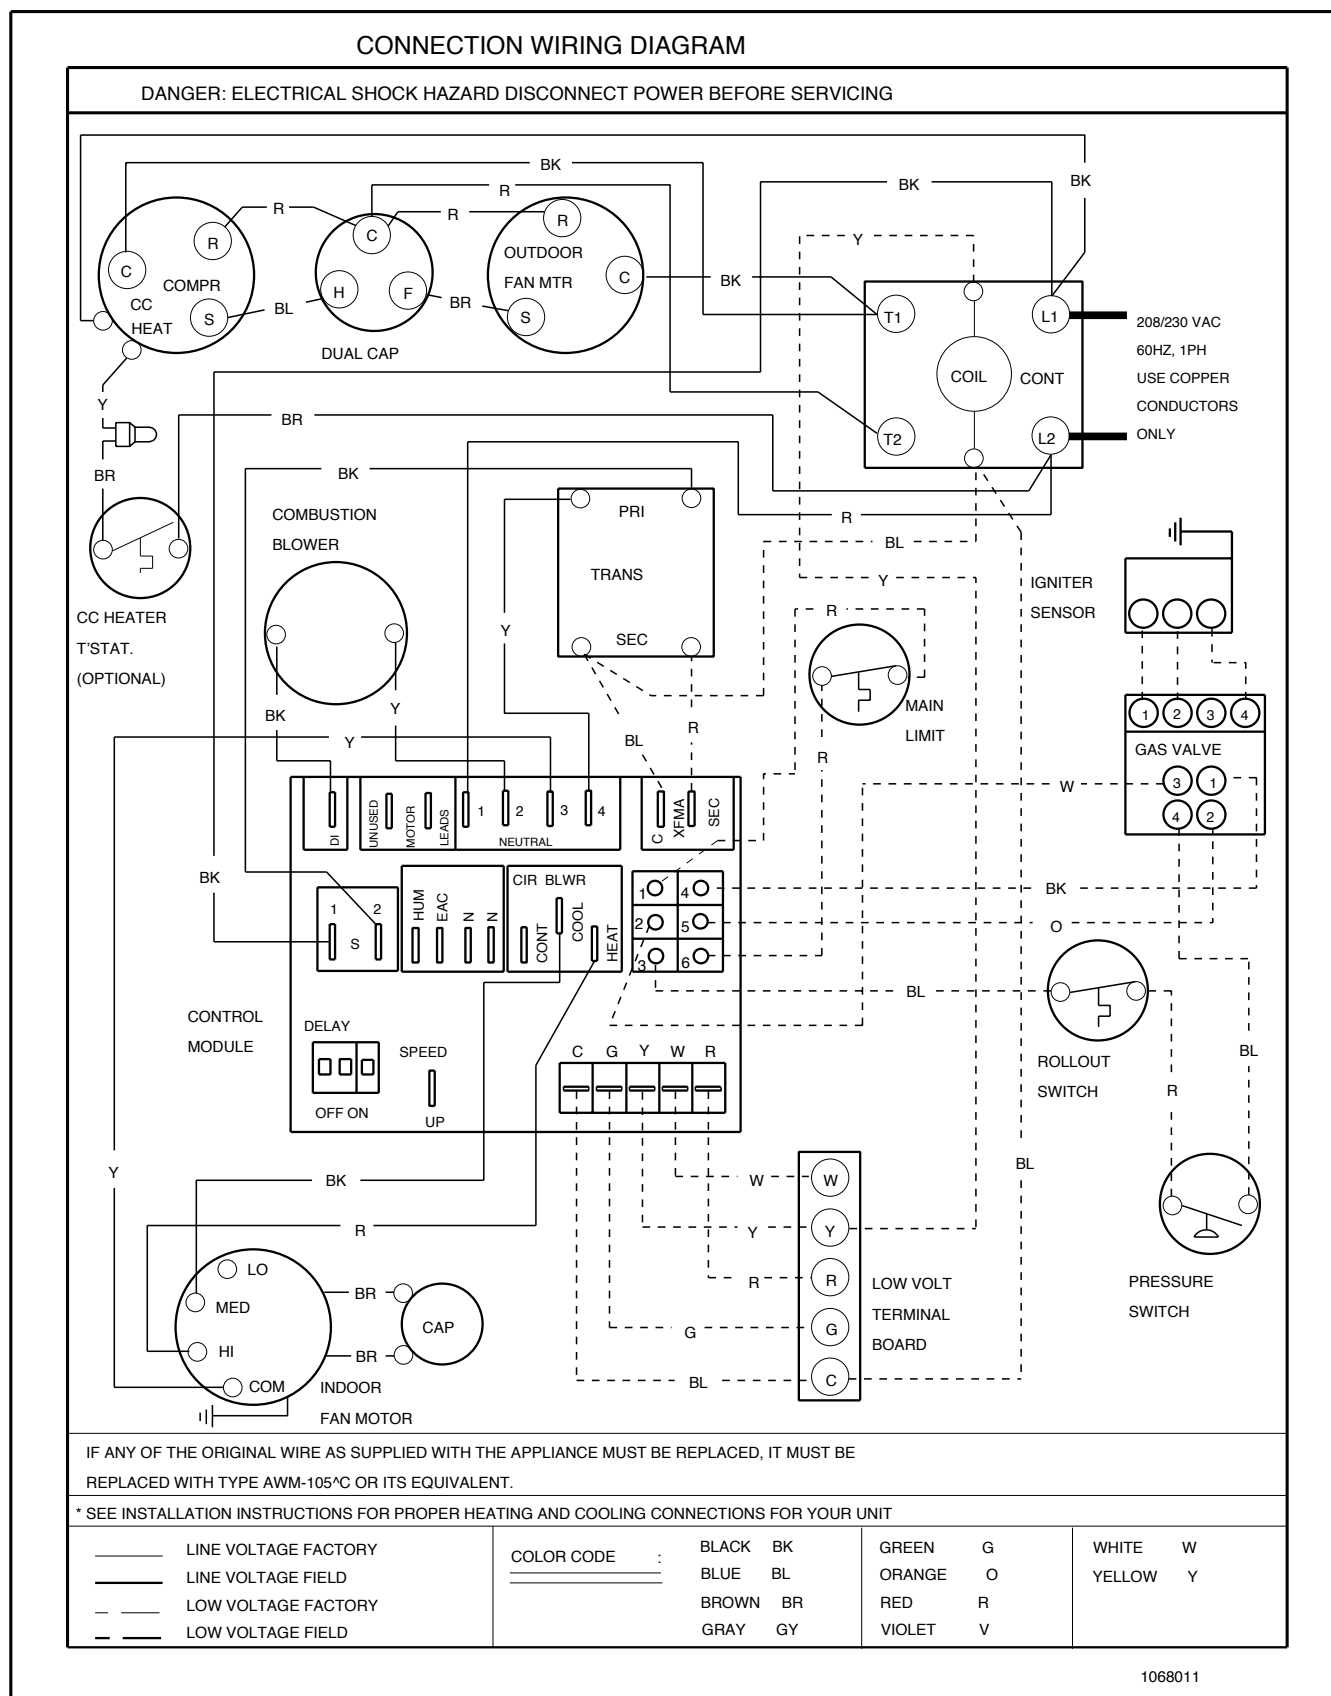 CONNECTION WIRING DIAGRAM
DANGER: ELECTRICAL SHOCK HAZARD DISCONNECT POWER BEFORE SERVICING
BK
R
BK
BK
R
R
R
C
R
OUTDOOR
FAN MTR
C
Y
C
COMPR
CC
HEAT
S
BL
H
F
BR
S
BK
T1
L1
208/230 VAC
60HZ, 1PH
USE COPPER
CONDUCTORS
ONLY
DUAL CAP
COIL
CONT
T2
L2
Y
BR
BR
BK
COMBUSTION
BLOWER
PRI
TRANS
SEC
R
BL
Y
IGNITER
SENSOR
CC HEATER
T'STAT.
(OPTIONAL)
Y
R
MAIN
LIMIT
BK
Y
Y
BL
R
R
1
2
3
4
GAS VALVE
3
1
4
2
W
DI
UNUSED
MOTOR
LEADS
1
2
3
4
NEUTRAL
C
XFMA
SEC
BK
1
2
S
HUM
EAC
N
N
CIR BLWR
CONT
COOL
HEAT
1
4
2
5
3
6
BK
O
BL
ROLLOUT
SWITCH
CONTROL
MODULE
DELAY
OFF ON
SPEED
UP
C
G
Y
W
R
BL
R
Y
BK
R
W
Y
R
G
BL
W
Y
R
G
C
BL
LOW VOLT
TERMINAL
BOARD
PRESSURE
SWITCH
LO
MED
HI
COM
BR
BR
CAP
INDOOR
FAN MOTOR
IF ANY OF THE ORIGINAL WIRE AS SUPPLIED WITH THE APPLIANCE MUST BE REPLACED, IT MUST BE
REPLACED WITH TYPE AWM-105^C OR ITS EQUIVALENT.
* SEE INSTALLATION INSTRUCTIONS FOR PROPER HEATING AND COOLING CONNECTIONS FOR YOUR UNIT
LINE VOLTAGE FACTORY
LINE VOLTAGE FIELD
LOW VOLTAGE FACTORY
LOW VOLTAGE FIELD
COLOR CODE :
BLACK BK
BLUE BL
BROWN BR
GRAY GY
GREEN G
ORANGE O
RED R
VIOLET V
WHITE W
YELLOW Y
1068011